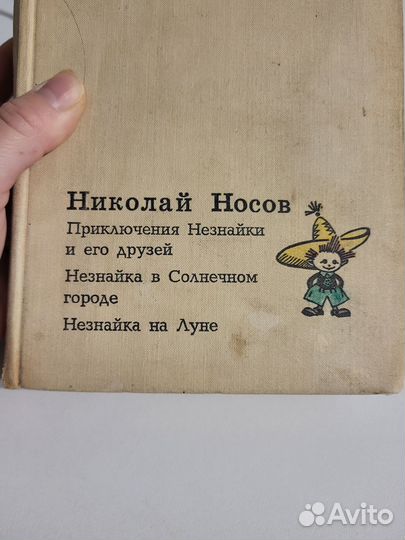 Николай Носов
Приключения Незнайки
и его друзей
Незнайка в Солнечном
городе
Незнайка на Луне
Avito